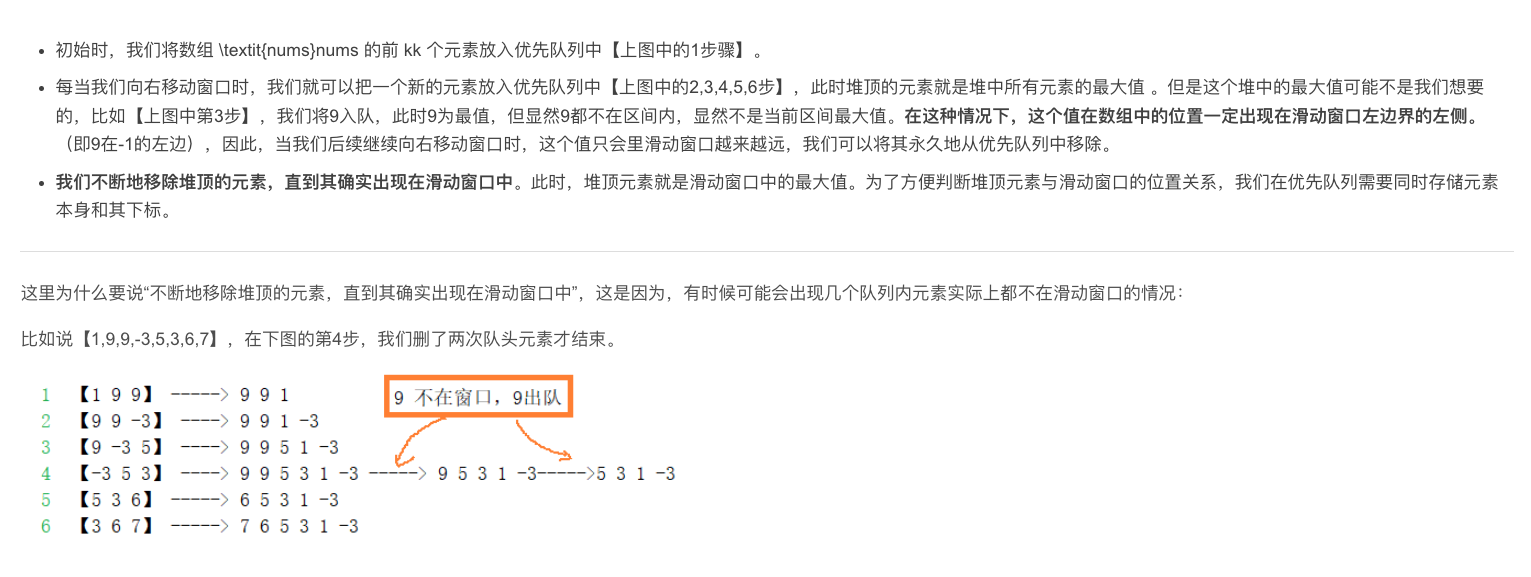 • 初始时，我们将数组 \textit{nums}nums 的前 kk 个元素放入优先队列中【上图中的1步骤】。
• 每当我们向右移动窗口时，我们就可以把一个新的元素放入优先队列中【上图中的2,3,4,5,6步】，此时堆顶的元素就是堆中所有元素的最大值 。但是这个堆中的最大值可能不是我们想要
的，比如【上图中第3步】，我们将9入队，此时9为最值，但显然9都不在区间内，显然不是当前区间最大值。在这种情况下，这个值在数组中的位置一定出现在滑动窗口左边界的左侧。
（即9在-1的左边），因此，当我们后续继续向右移动窗口时，这个值只会里滑动窗口越来越远，我们可以将其永久地从优先队列中移除。
• 我们不断地移除堆顶的元素，直到其确实出现在滑动窗口中。此时，堆顶元素就是滑动窗口中的最大值。为了方便判断堆顶元素与滑动窗口的位置关系，我们在优先队列需要同时存储元素
本身和其下标。
这里为什么要说“不断地移除堆顶的元素，直到其确实出现在滑动窗口中”，这是因为，有时候可能会出现几个队列内元素实际上都不在滑动窗口的情况：
比如说【1,9,9,-3,5,3,6,7】，在下图的第4步，我们删了两次队头元素才结束。
9 不在窗口，9出队
1 【1 9 9】 -----> 9 9 1
2 【9 9 -3】 ----> 9 9 1 -3
3 【9 -3 5】 ----> 9 9 5 1 -3
4 【-3 5 3】 ----> 9 9 5 3 1 -3 -----> 9 5 3 1 -3----->5 3 1 -3
5 【5 3 6】 -----> 6 5 3 1 -3
6 【3 6 7】 -----> 7 6 5 3 1 -3